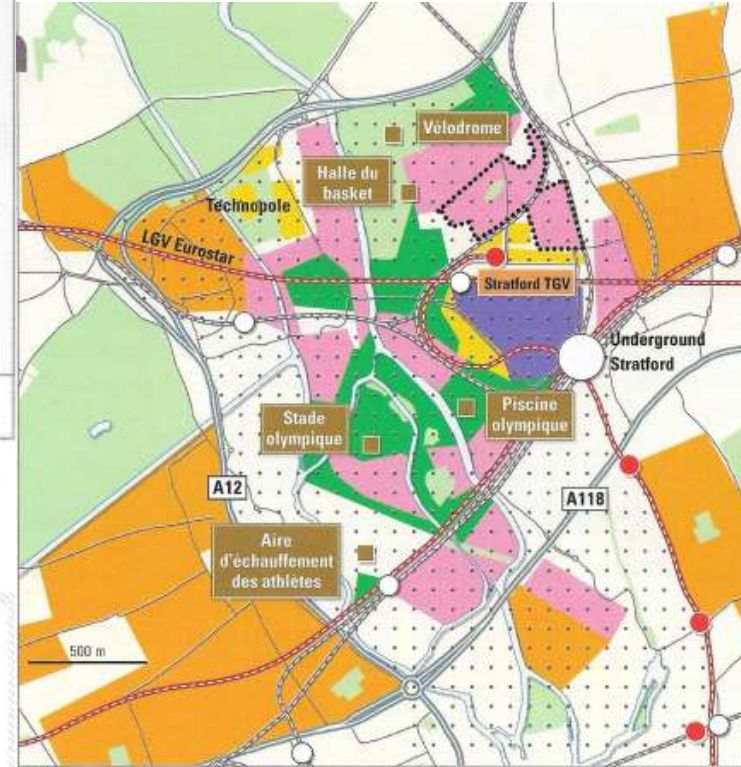 Vélodrome
Halle du
basket
Technopole
LGV Eurostar
Stratford TGV
Underground
Stratford
Piscine
olympique
Stade
olympique
A12
A118
Aire
d'échauffement
des athlètes
500 m